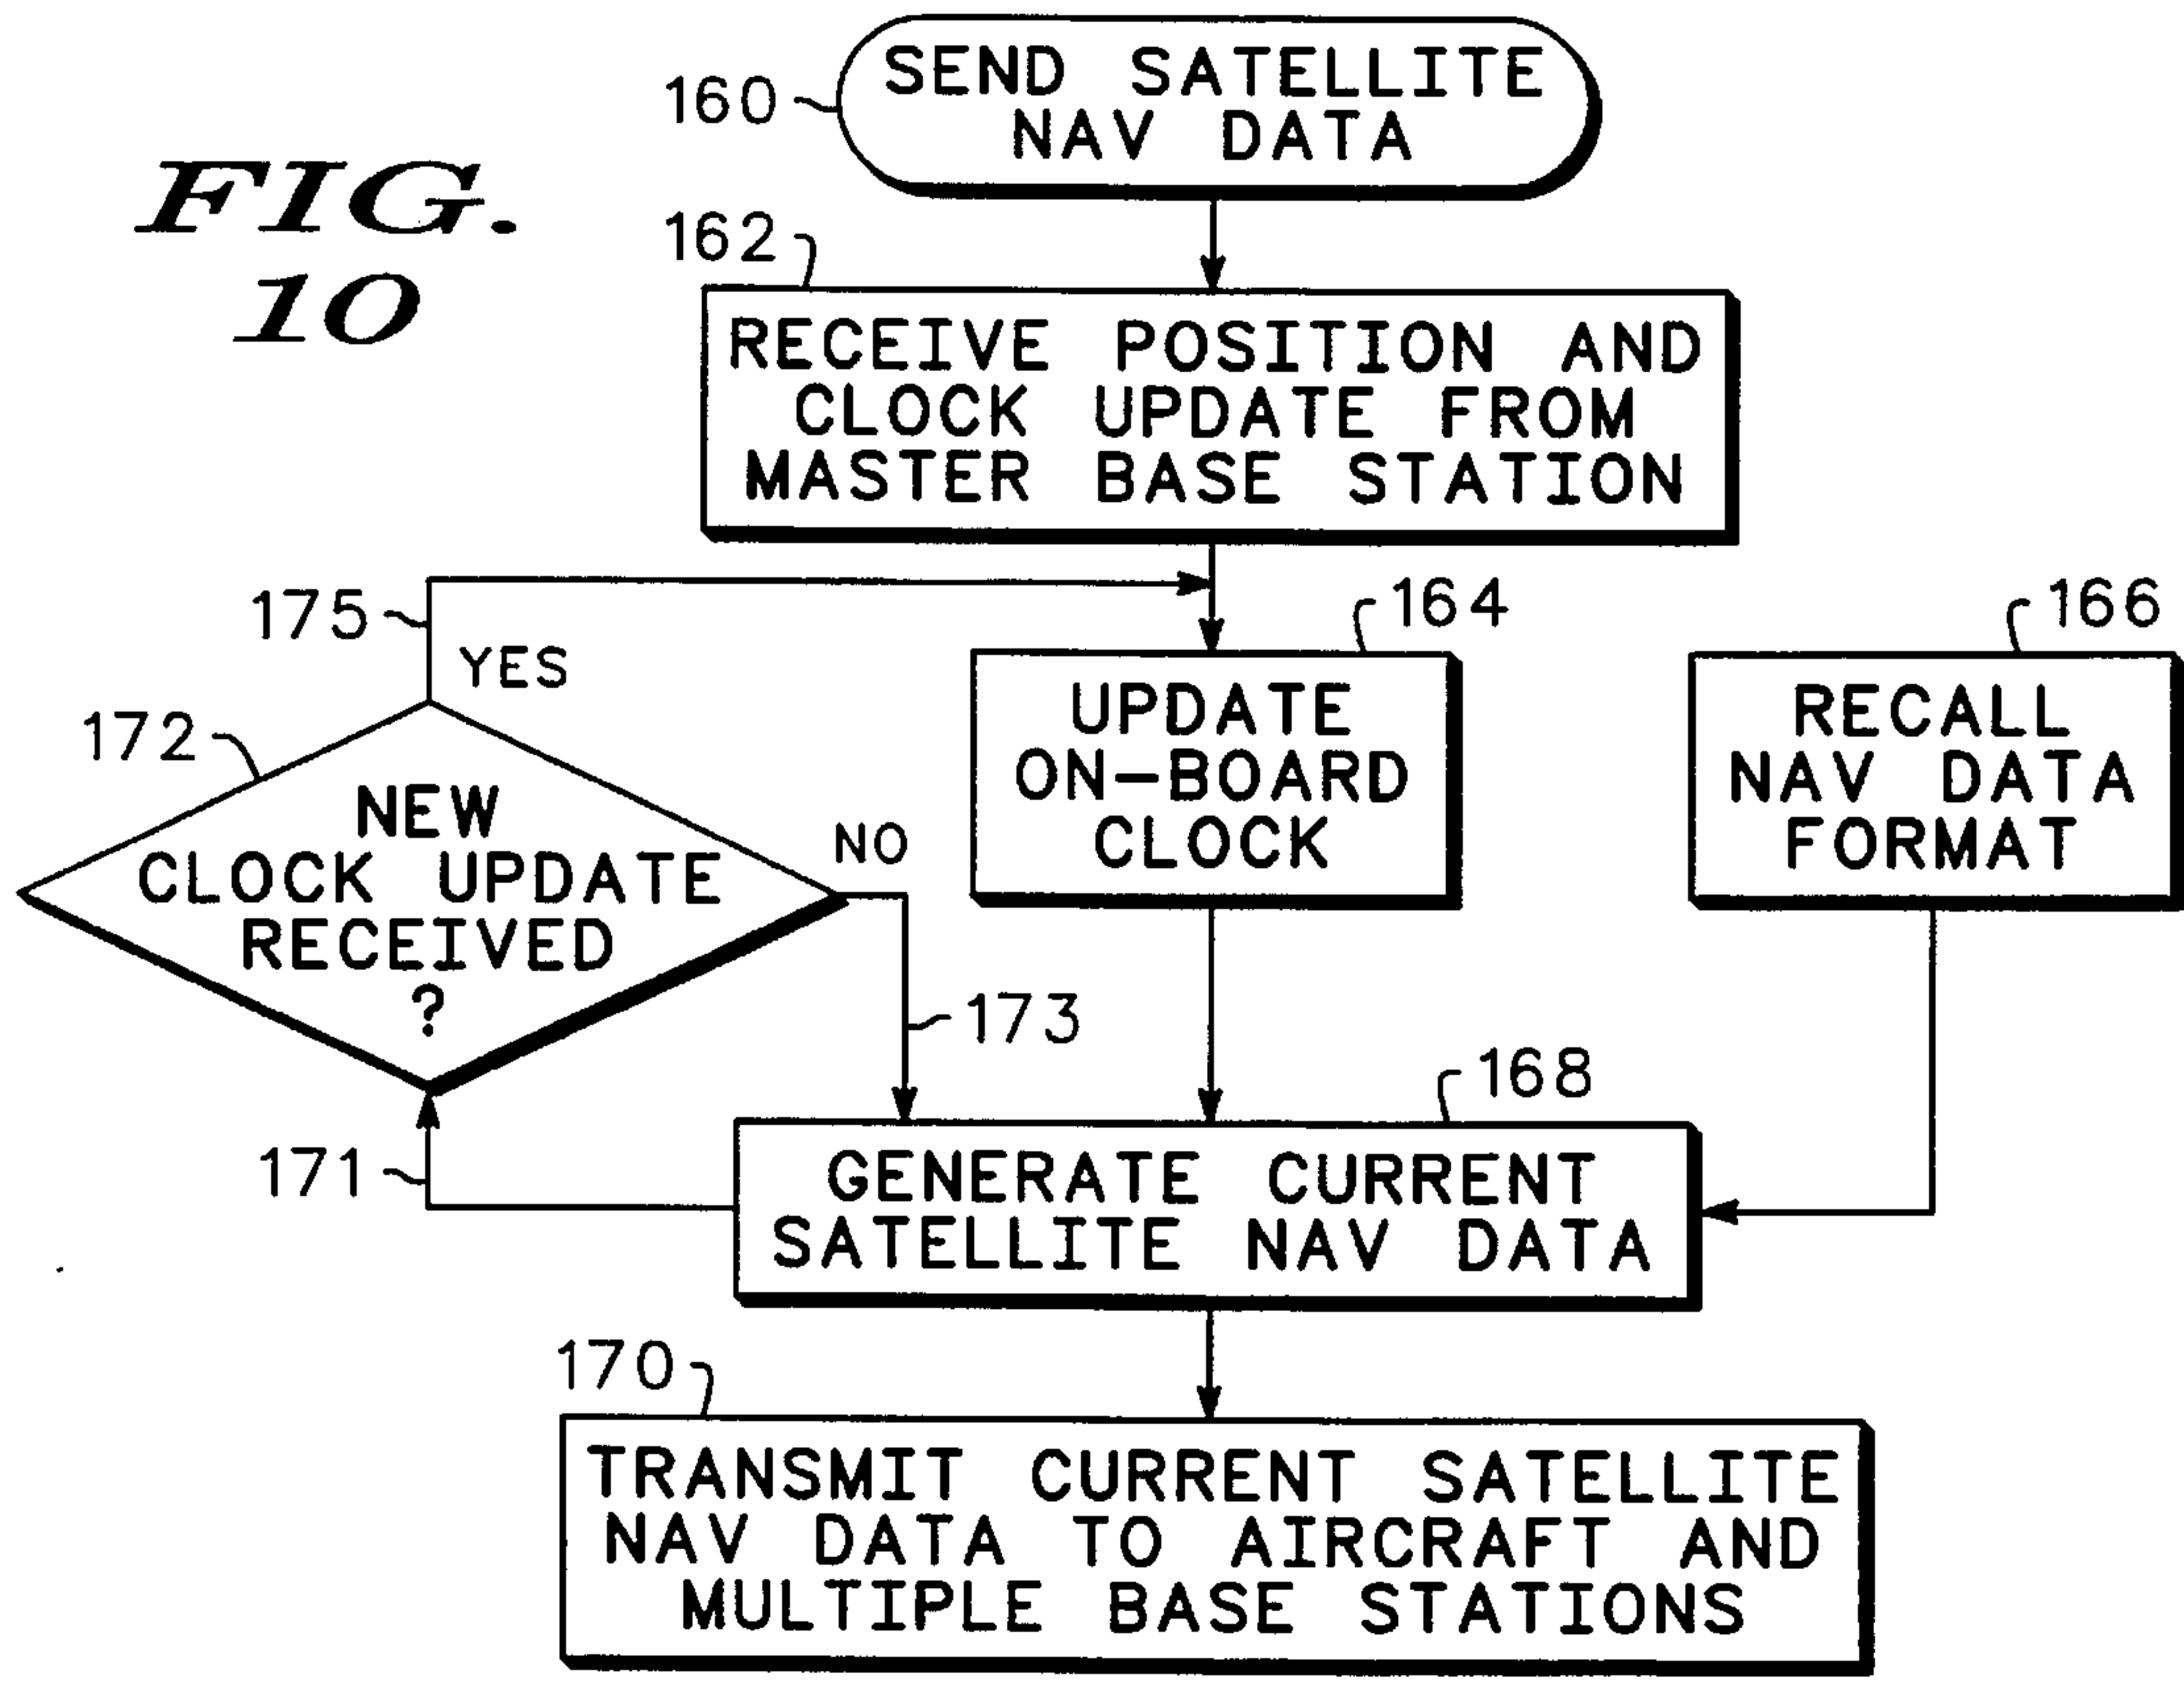 FIG.
10
160
SEND SATELLITE
NAV DATA
162
RECEIVE POSITION AND
CLOCK UPDATE FROM
MASTER BASE STATION
175
YES
164
166
172
NEW
CLOCK UPDATE
RECEIVED
?
NO
UPDATE
ON-BOARD
CLOCK
RECALL
NAV DATA
FORMAT
173
168
171
GENERATE CURRENT
SATELLITE NAV DATA
170
TRANSMIT CURRENT SATELLITE
NAV DATA TO AIRCRAFT AND
MULTIPLE BASE STATIONS